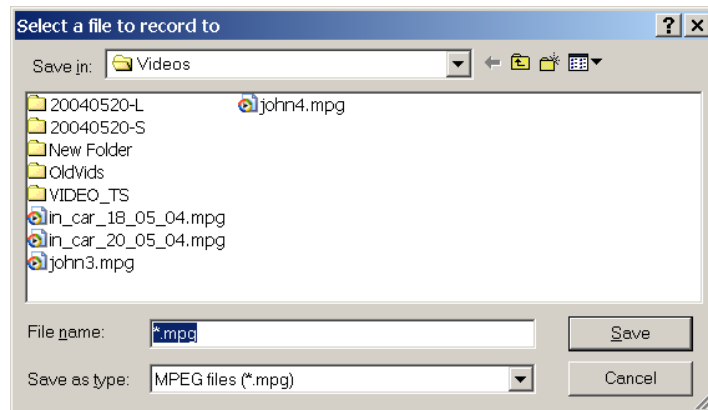 Select a file to record to
Save in: Videos
20040520-L
20040520-S
New Folder
OldVids
VIDEO_TS
in_car_18_05_04.mpg
in_car_20_05_04.mpg
john3.mpg
john4.mpg
File name: *.mpg
Save
Save as type: MPEG files (*.mpg)
Cancel